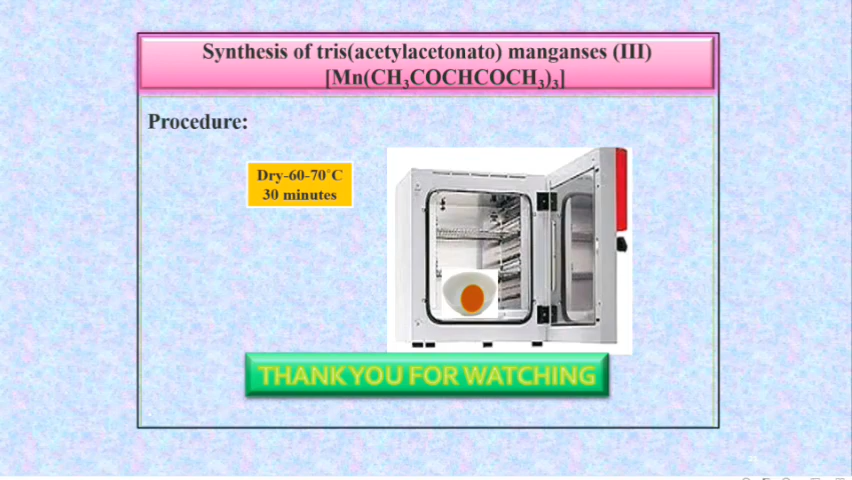 Synthesis of tris(acetylacetonato) manganses (III)
[Mn(CH₃COCHCOCH₃)₃]
Procedure:
Dry-60-70°C
30 minutes
THANK YOU FOR WATCHING